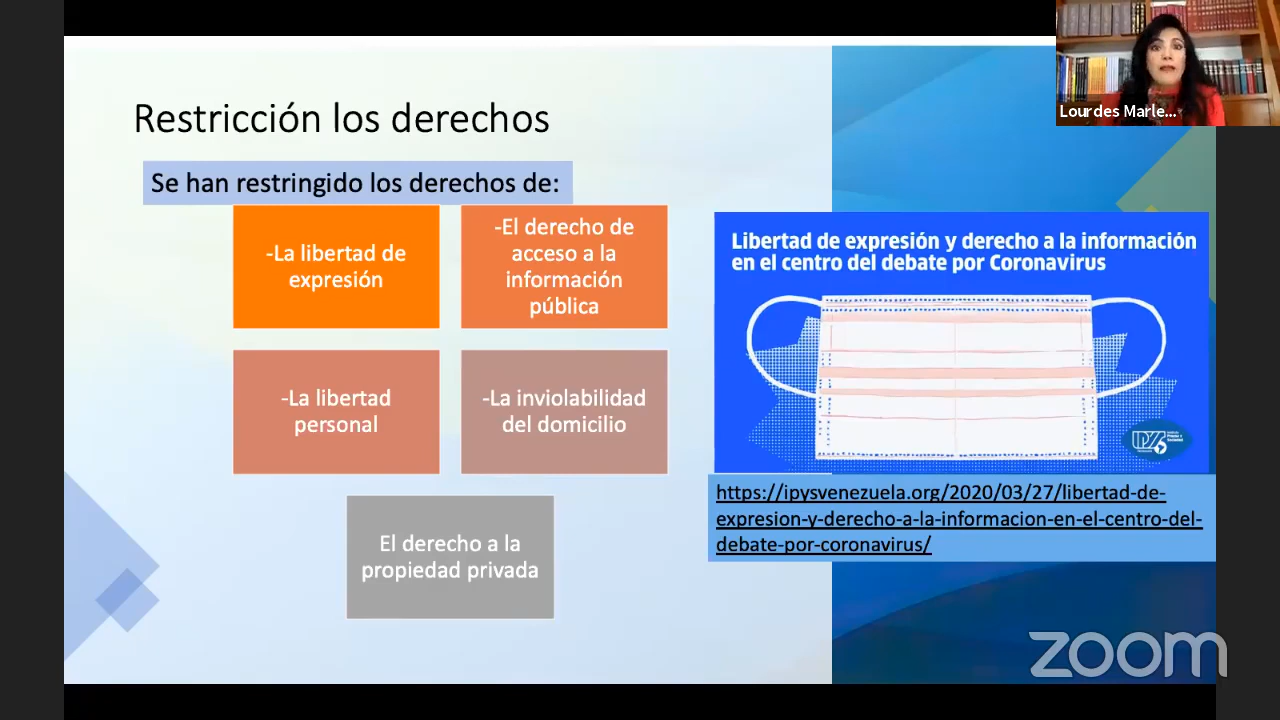 Restricción los derechos
Se han restringido los derechos de:
-La libertad de
expresión
-El derecho de
acceso a la
información
pública
-La libertad
personal
-La inviolabilidad
del domicilio
El derecho a la
propiedad privada
Libertad de expresión y derecho a la información
en el centro del debate por Coronavirus
https://ipysvenezuela.org/2020/03/27/libertad-de-
expresion-y-derecho-a-la-informacion-en-el-centro-del-
debate-por-coronavirus/
Lourdes Marle...
zoom